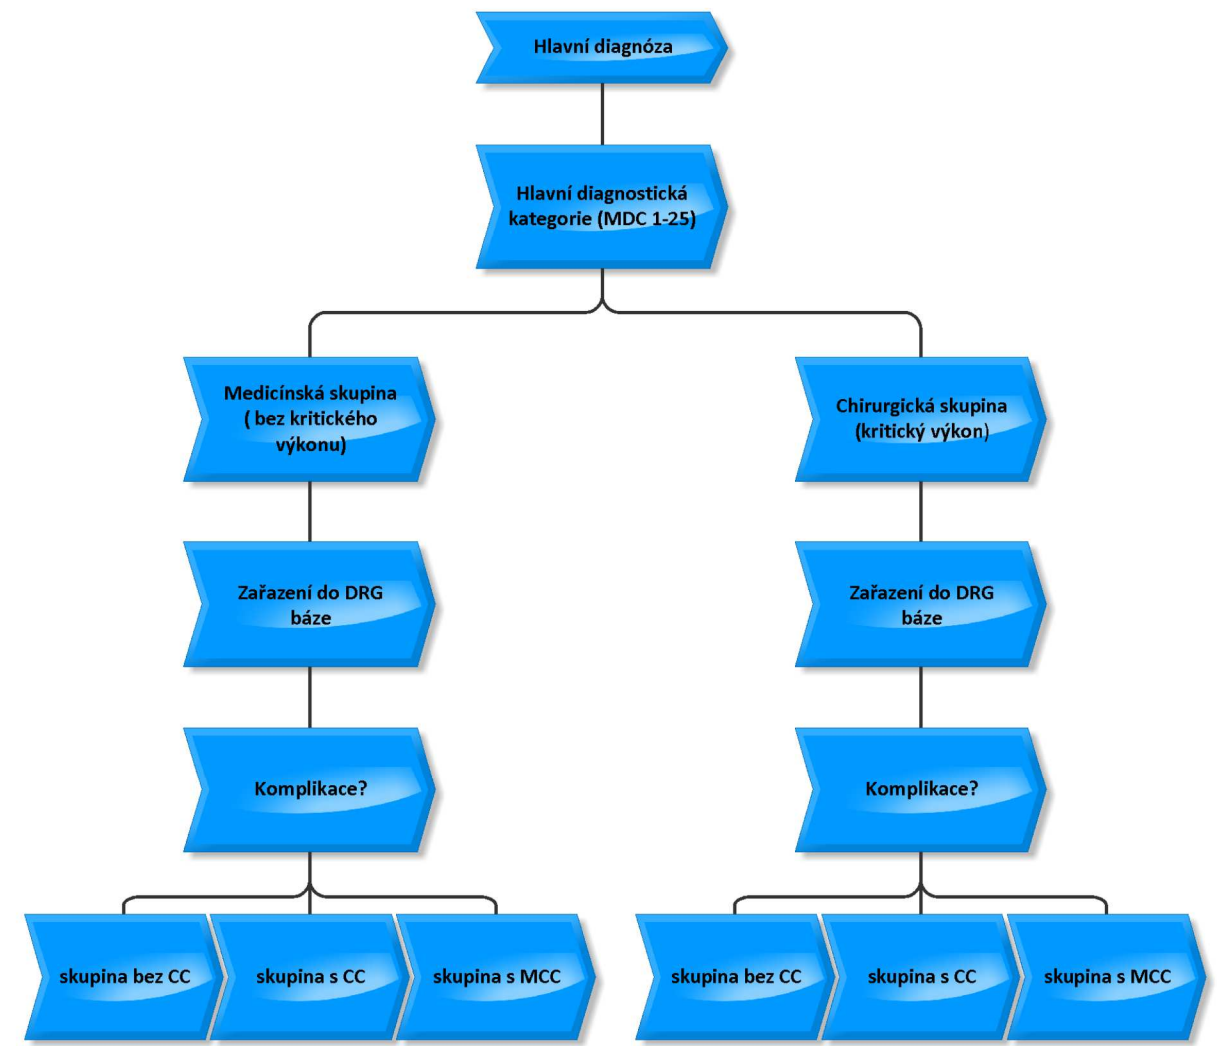 Hlavní diagnóza
Hlavní diagnostická
kategorie (MDC 1-25)
Medicínská skupina
( bez kritického
výkonu)
Chirurgická skupina
(kritický výkon)
Zařazení do DRG
báze
Zařazení do DRG
báze
Komplikace?
Komplikace?
skupina bez CC
skupina s CC
skupina s MCC
skupina bez CC
skupina s CC
skupina s MCC